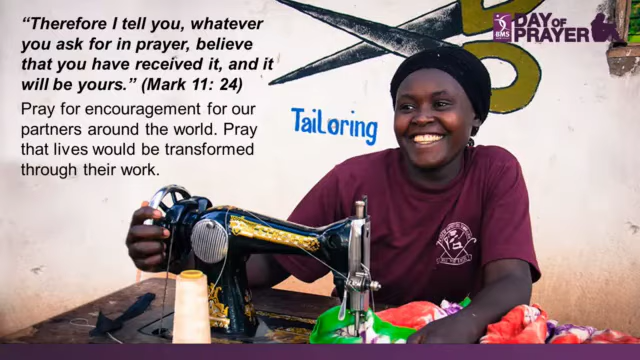 “Therefore I tell you, whatever
you ask for in prayer, believe
that you have received it, and it
will be yours.” (Mark 11: 24)
Pray for encouragement for our
partners around the world. Pray
that lives would be transformed
through their work.
BMS
DAY OF
PRAYER
TaiLoring